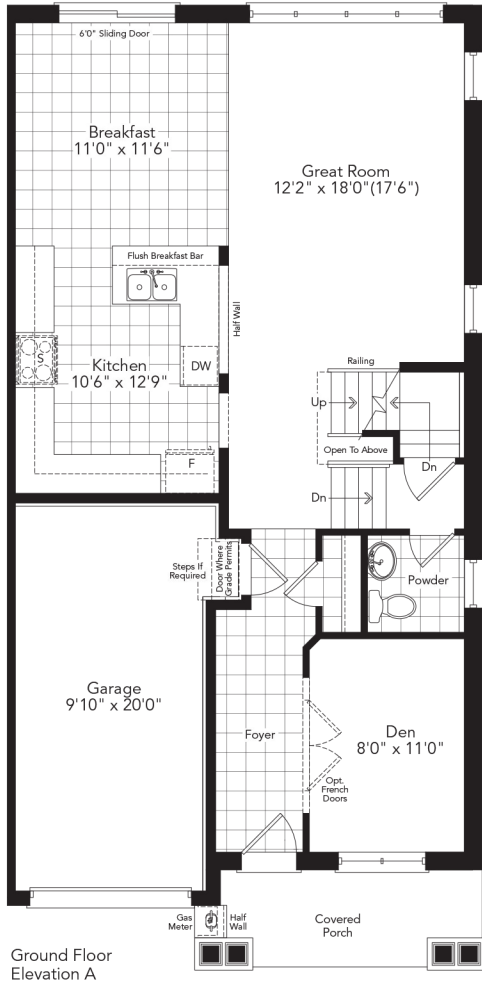 6'0" Sliding Door
Breakfast
11'0" x 11'6"
Great Room
12'2" x 18'0"(17'6")
Flush Breakfast Bar
Half Wall
S
Kitchen
10'6" x 12'9"
DW
Railing
Up
Open To Above
Dn
F
Dn
Steps If
Required
Door Where
Grade Permits
Powder
Garage
9'10" x 20'0"
Foyer
Den
8'0" x 11'0"
Opt.
French
Doors
Gas
Meter
Half
Wall
Covered
Porch
Ground Floor
Elevation A